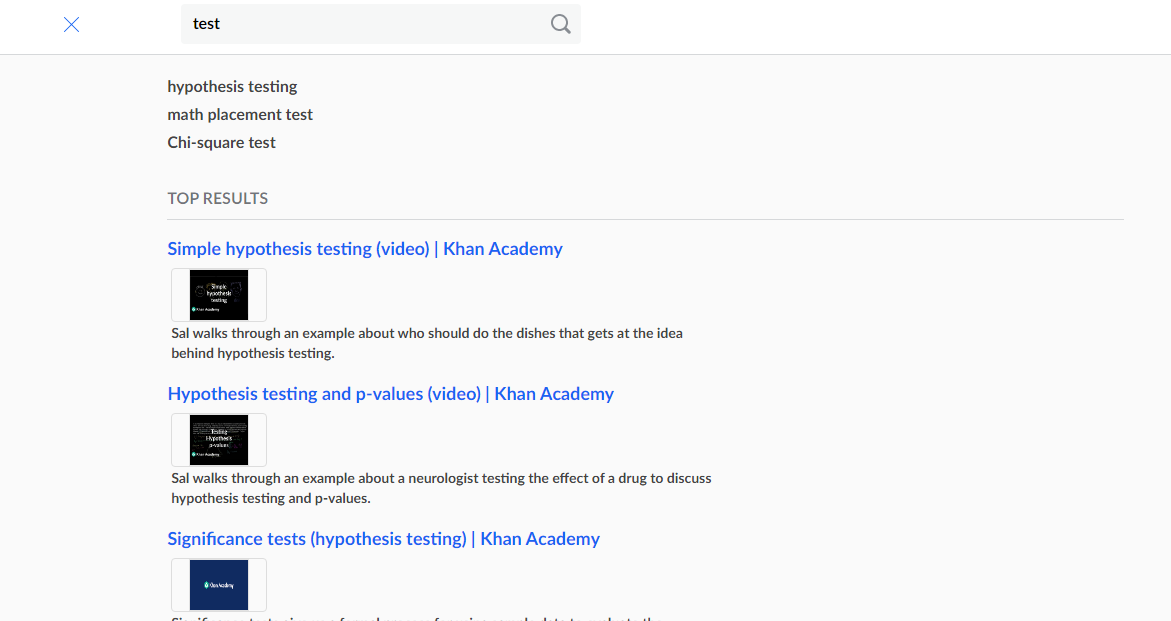 test
hypothesis testing
math placement test
Chi-square test
TOP RESULTS
Simple hypothesis testing (video) | Khan Academy
Simple
hypothesis
testing
Khan Academy
Sal walks through an example about who should do the dishes that gets at the idea
behind hypothesis testing.
Hypothesis testing and p-values (video) | Khan Academy
Testing
Hypothesis
p-values
Khan Academy
Sal walks through an example about a neurologist testing the effect of a drug to discuss
hypothesis testing and p-values.
Significance tests (hypothesis testing) | Khan Academy
Khan Academy